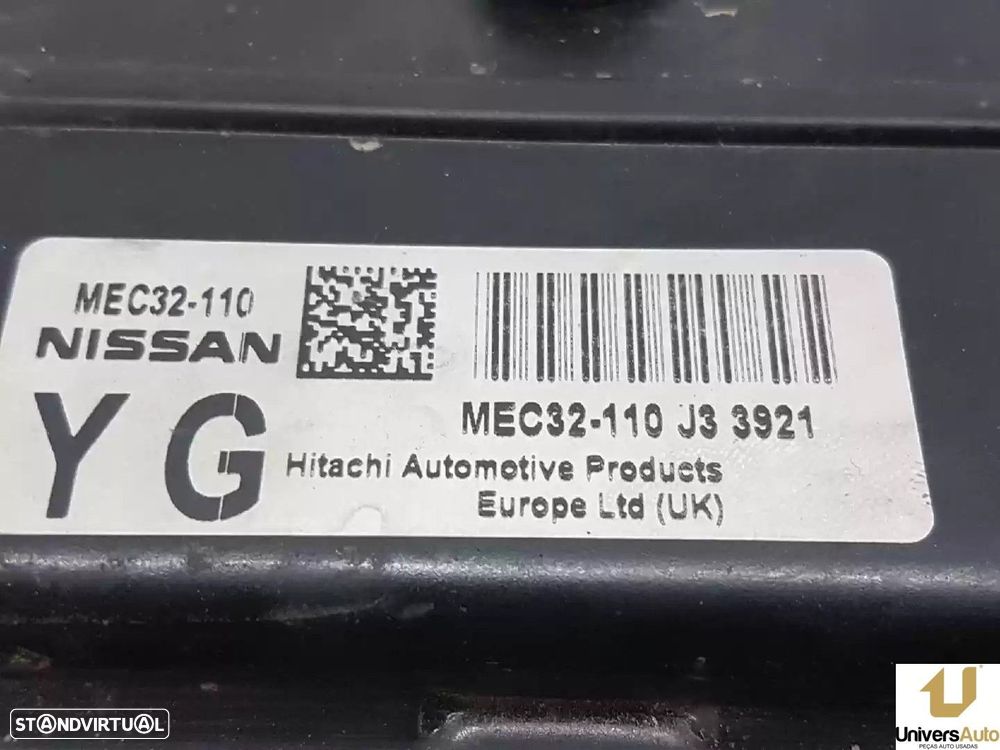 MEC32-110
NISSAN
YG
MEC32-110 J3 3921
Hitachi Automotive Products
Europe Ltd (UK)
STANDVIRTUAL
UniversAuto
PEÇAS AUTO USADAS